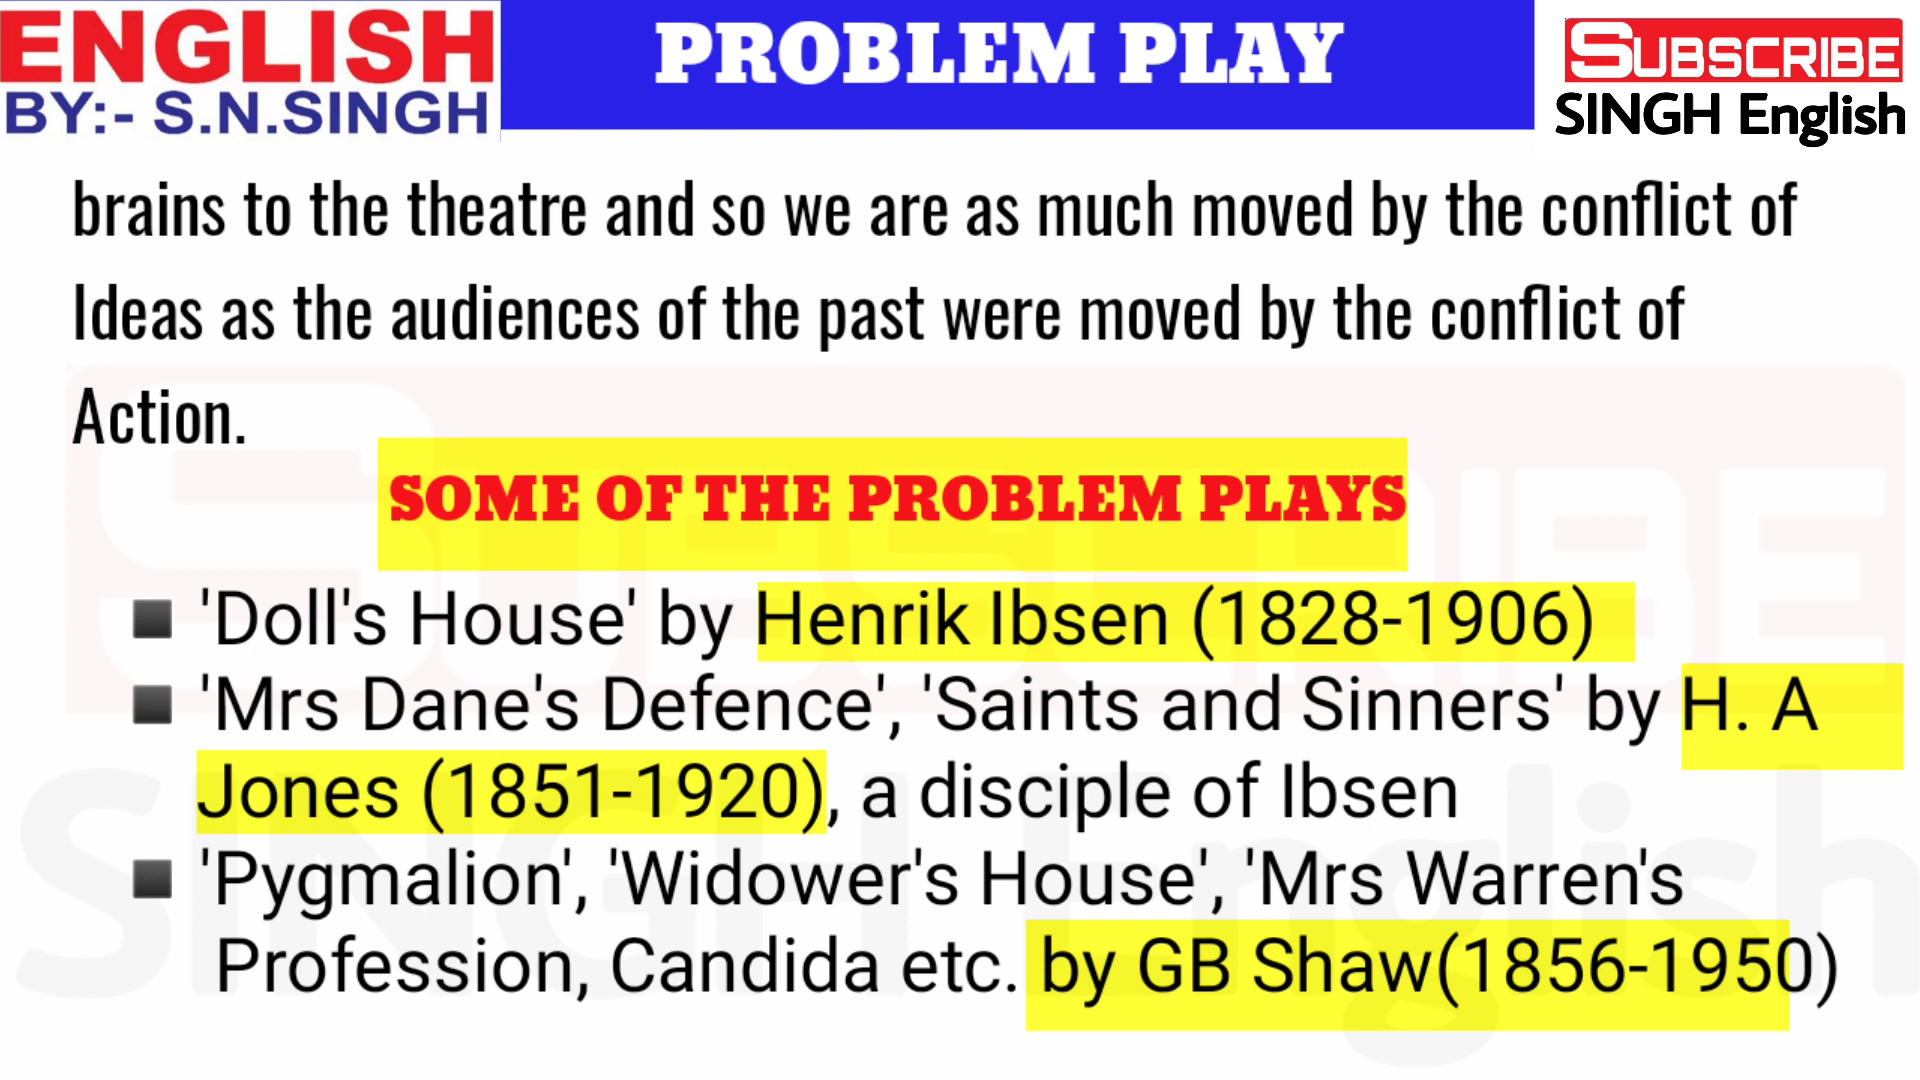 ENGLISH
BY:- S.N.SINGH
PROBLEM PLAY
SUBSCRIBE
SINGH English
brains to the theatre and so we are as much moved by the conflict of
Ideas as the audiences of the past were moved by the conflict of
Action.
SOME OF THE PROBLEM PLAYS
'Doll's House' by Henrik Ibsen (1828-1906)
'Mrs Dane's Defence', 'Saints and Sinners' by H. A
Jones (1851-1920), a disciple of Ibsen
'Pygmalion', 'Widower's House', 'Mrs Warren's
Profession, Candida etc. by GB Shaw(1856-1950)
SUBSCRIBE
SINGH English